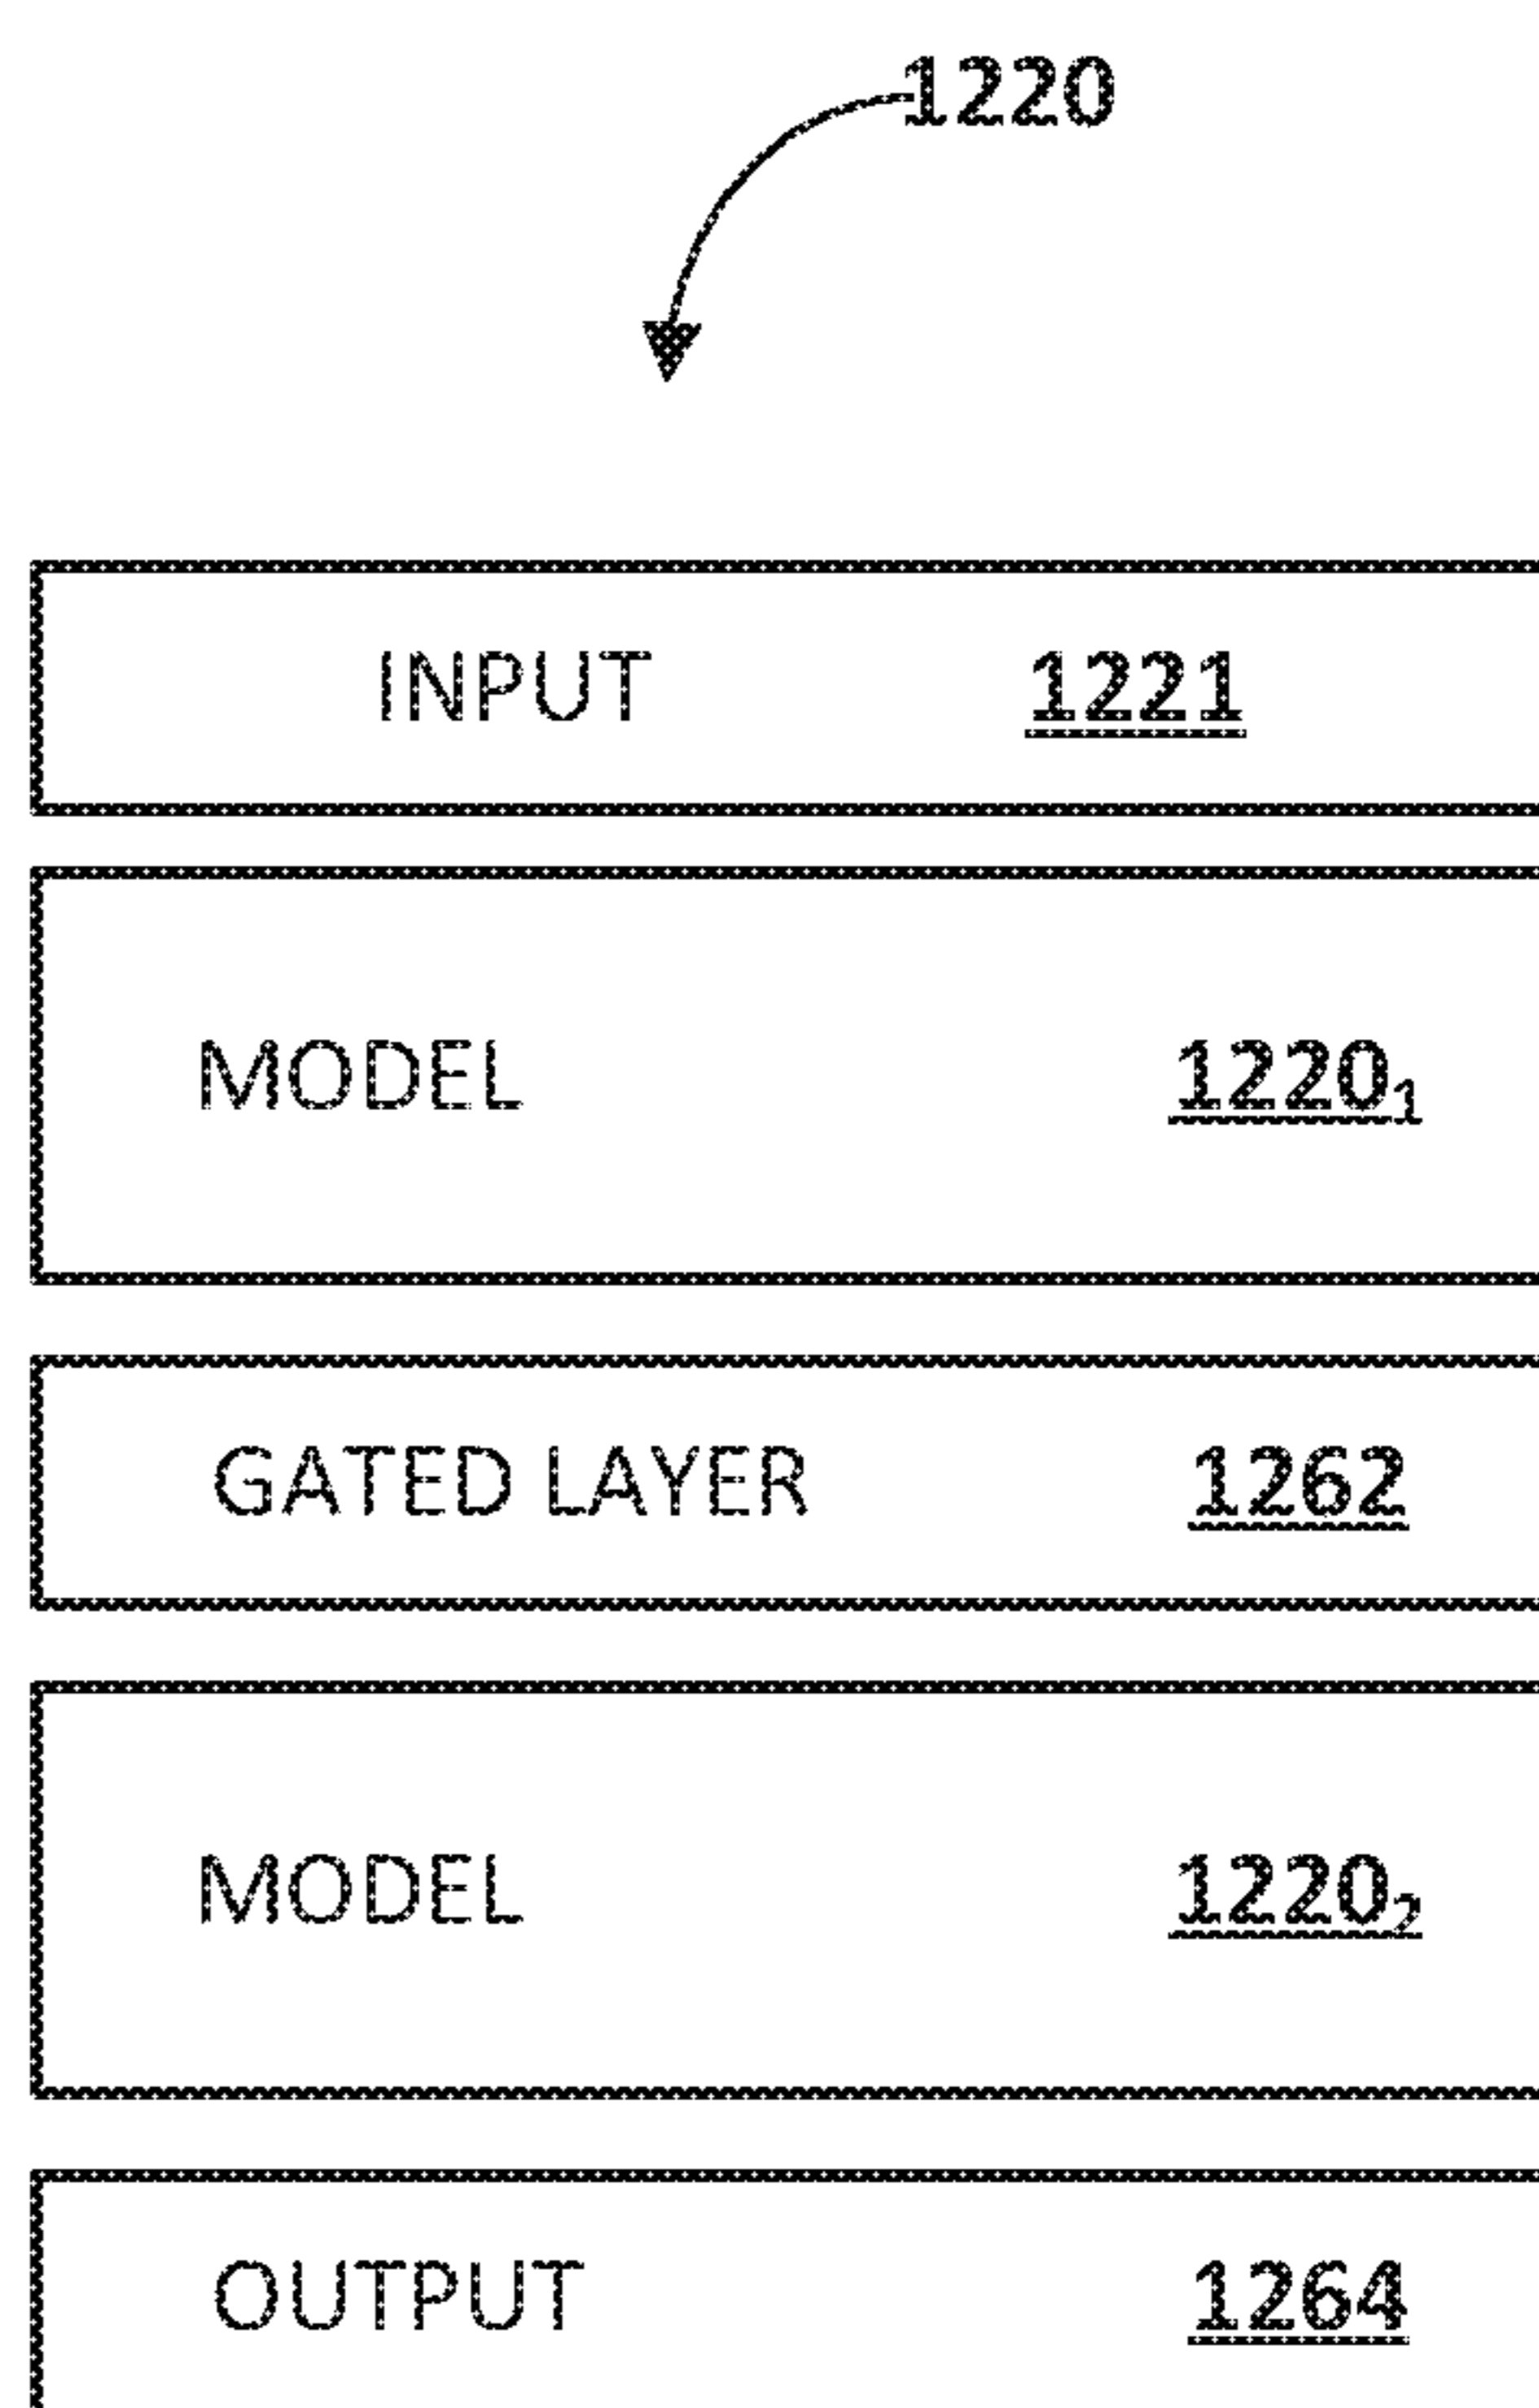 1220
INPUT 1221
MODEL 1220₁
GATED LAYER 1262
MODEL 1220₂
OUTPUT 1264